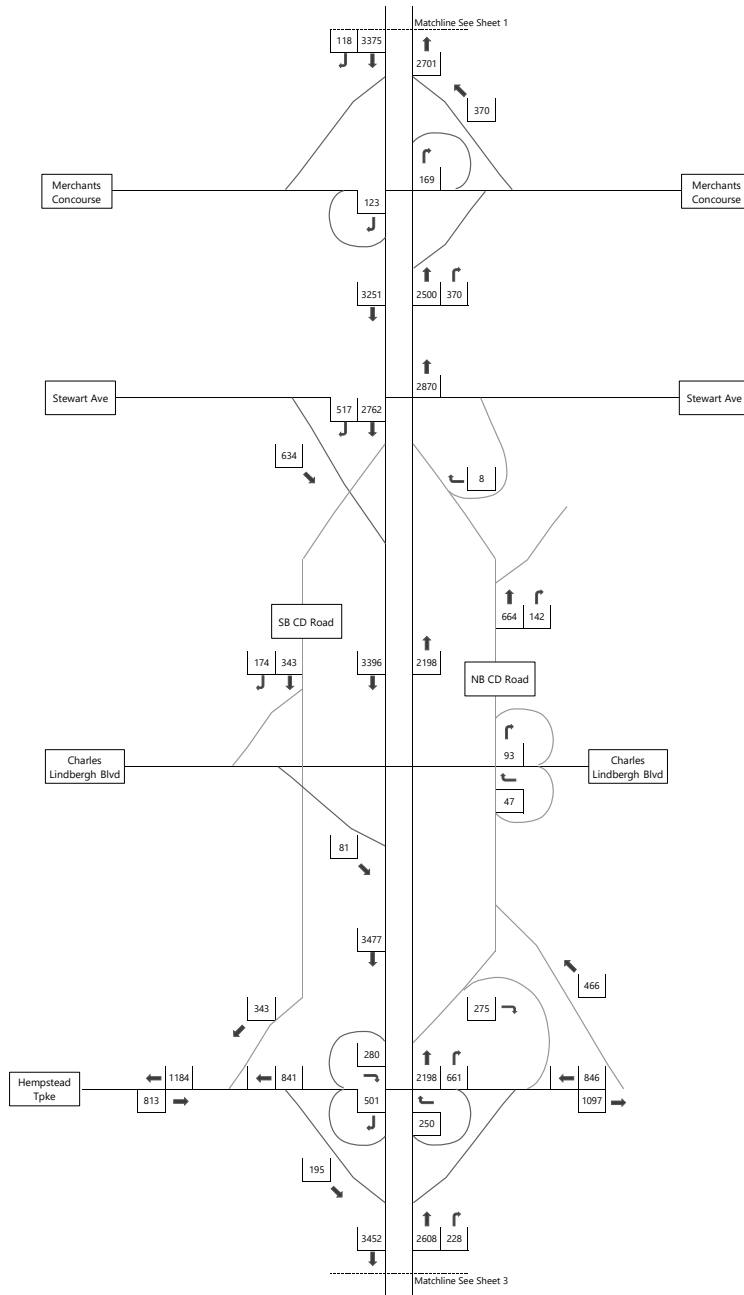 Matchline See Sheet 1
118 3375
2701
370
169
Merchants
Concourse
Merchants
Concourse
123
3251
2500 370
2870
Stewart Ave
Stewart Ave
517 2762
634
8
664 142
SB CD Road
174 343
3396
2198
NB CD Road
93
Charles
Lindbergh Blvd
Charles
Lindbergh Blvd
47
81
3477
466
343
275
280
2198 661
1184
841
846
Hempstead
Tpke
813
501
1097
250
195
3452
2608 228
Matchline See Sheet 3